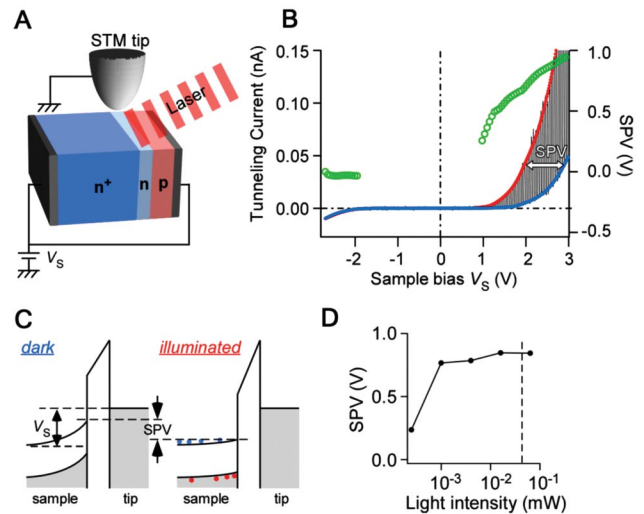 A
STM tip
Laser
n+
n
p
VS
B
Tunneling Current (nA)
0.15
0.10
0.05
0.00
-2
-1
0
1
2
3
Sample bias VS (V)
SPV
1.0
0.5
0.0
-0.5
SPV (V)
C
dark
illuminated
VS
SPV
sample
tip
sample
tip
D
SPV (V)
1.0
0.5
0.0
10-3
10-2
10-1
Light intensity (mW)